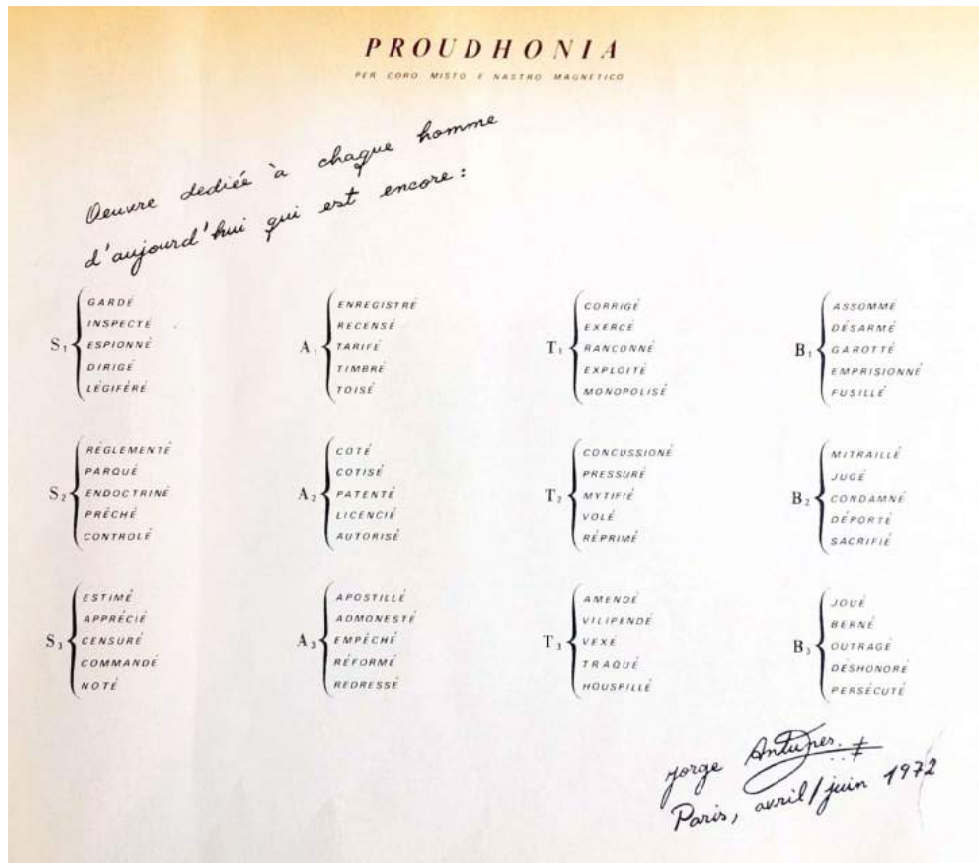 PROUDHONIA
PER CORO MISTO E NASTRO MAGNETICO
Oeuvre dediée à chaque homme
d'aujourd'hui qui est encore :
S1
GARDÉ
INSPECTÉ
ESPIONNÉ
DIRIGÉ
LÉGIFÉRÉ
A1
ENREGISTRÉ
RECENSÉ
TARIFÉ
TIMBRÉ
TOISÉ
T1
CORRIGÉ
EXERCÉ
RANCONNÉ
EXPLOITÉ
MONOPOLISÉ
B1
ASSOMMÉ
DÉSARMÉ
GAROTTÉ
EMPRISIONNÉ
FUSILLÉ
S2
RÉGLEMENTÉ
PARQUÉ
ENDOCTRINÉ
PRÊCHÉ
CONTROLÉ
A2
COTÉ
COTISÉ
PATENTÉ
LICENCIÉ
AUTORISÉ
T2
CONCUSSIONÉ
PRESSURÉ
MYTIFIÉ
VOLÉ
RÉPRIMÉ
B2
MITRAILLÉ
JUGÉ
CONDAMNÉ
DÉPORTÉ
SACRIFIÉ
S3
ESTIMÉ
APPRÉCIÉ
CENSURÉ
COMMANDÉ
NOTÉ
A3
APOSTILLÉ
ADMONESTÉ
EMPÊCHÉ
RÉFORMÉ
REDRESSÉ
T3
AMENDÉ
VILIPENDÉ
VEXÉ
TRAQUÉ
HOUSPILLÉ
B3
JOUÉ
BERNÉ
OUTRAGÉ
DÉSHONORÉ
PERSÉCUTÉ
Jorge Antunes
Paris, avril/juin 1972